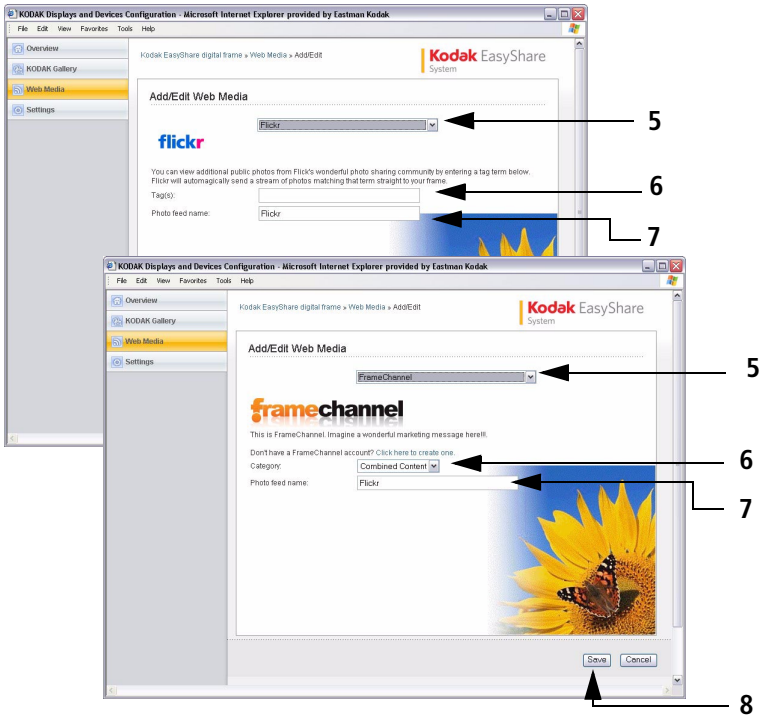 KODAK Displays and Devices Configuration - Microsoft Internet Explorer provided by Eastman Kodak
File Edit View Favorites Tools Help
Overview
KODAK Gallery
Web Media
Settings
Kodak EasyShare digital frame » Web Media » Add/Edit
Kodak EasyShare
System
Add/Edit Web Media
Flickr
5
flickr
You can view additional public photos from Flick's wonderful photo sharing community by entering a tag term below.
Flickr will automagically send a stream of photos matching that term straight to your frame.
Tag(s):
6
Photo feed name: Flickr
7
KODAK Displays and Devices Configuration - Microsoft Internet Explorer provided by Eastman Kodak
File Edit View Favorites Tools Help
Overview
KODAK Gallery
Web Media
Settings
Kodak EasyShare digital frame » Web Media » Add/Edit
Kodak EasyShare
System
Add/Edit Web Media
FrameChannel
5
framechannel
This is FrameChannel. Imagine a wonderful marketing message here!!!.
Don't have a FrameChannel account? Click here to create one.
Category: Combined Content
6
Photo feed name: Flickr
7
Save Cancel
8